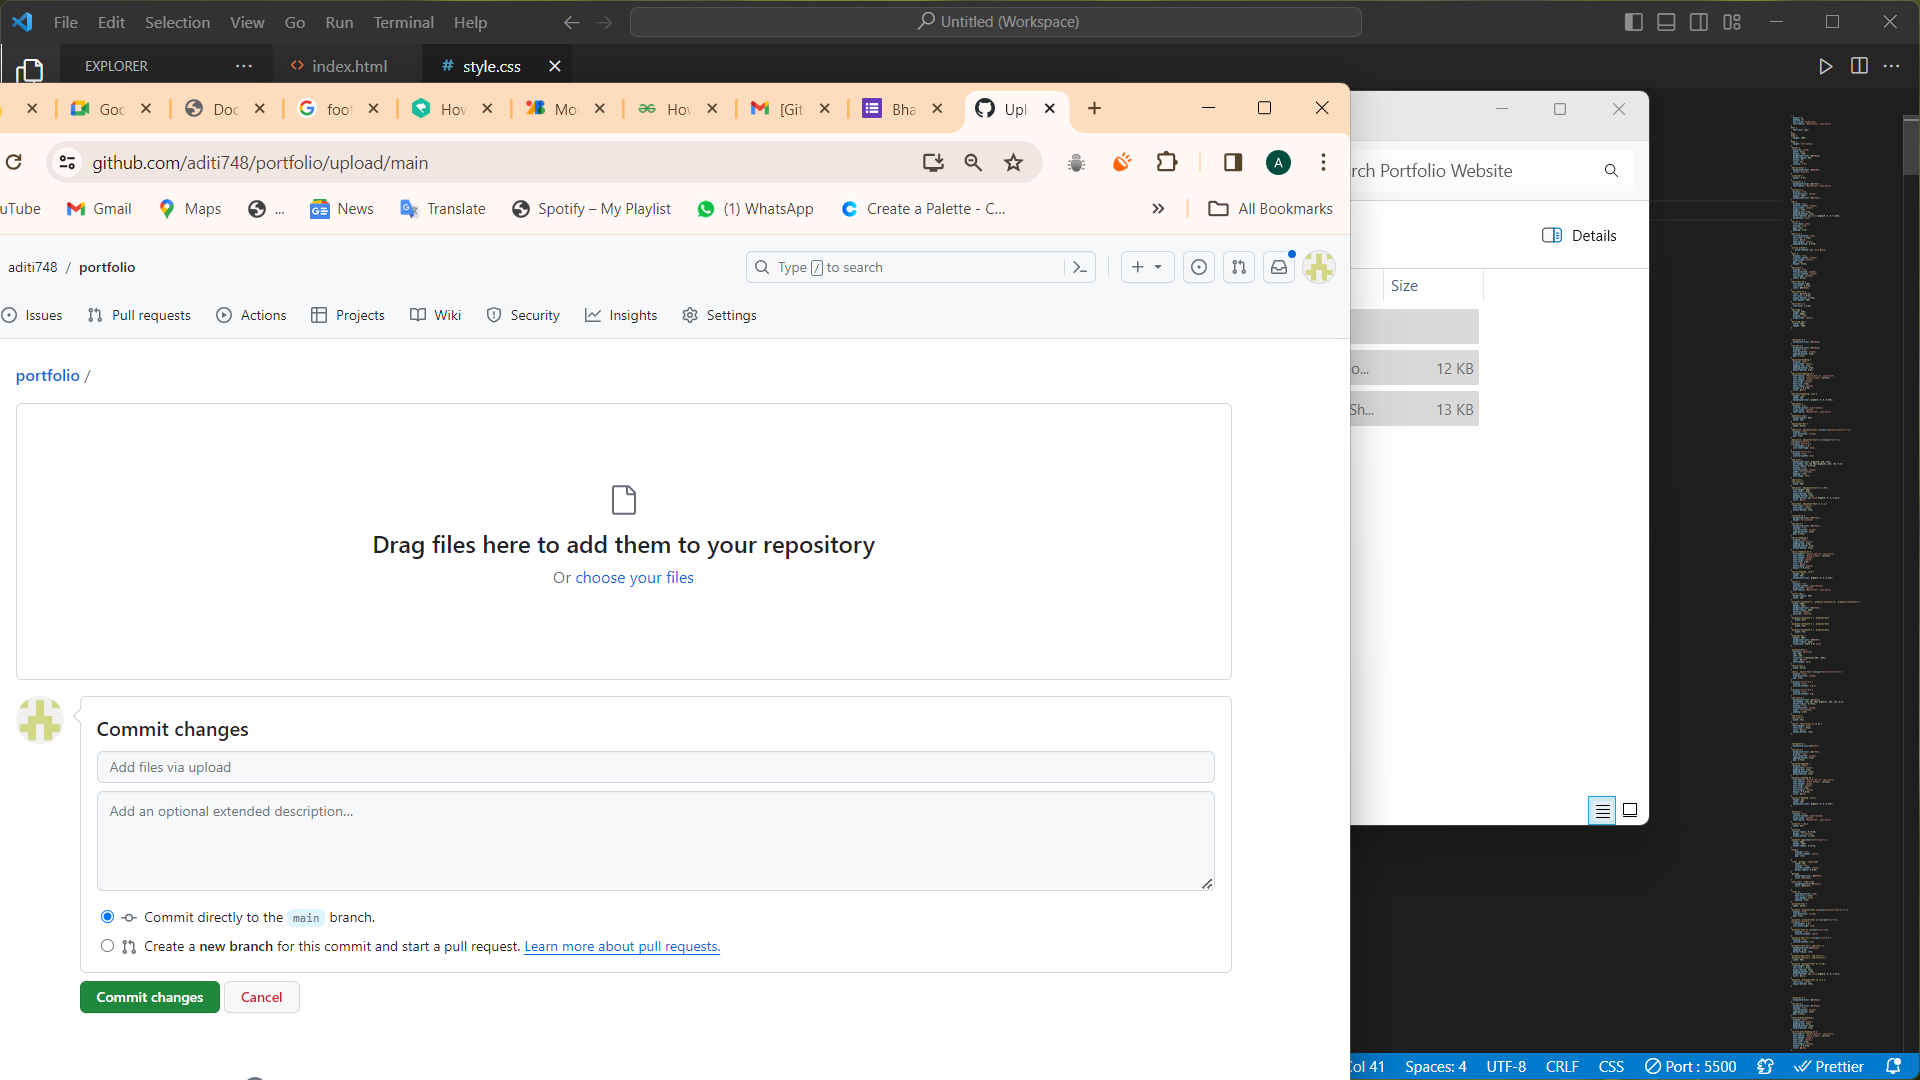 File Edit Selection View Go Run Terminal Help
Untitled (Workspace)
EXPLORER
index.html
# style.css
Goc
Doc
foot
How
Mo
How
[Git
Bha
Upl
github.com/aditi748/portfolio/upload/main
A
uTube
Gmail
Maps
...
News
Translate
Spotify – My Playlist
(1) WhatsApp
Create a Palette - C...
All Bookmarks
aditi748 / portfolio
Type / to search
Issues
Pull requests
Actions
Projects
Wiki
Security
Insights
Settings
portfolio /
Drag files here to add them to your repository
Or choose your files
Commit changes
Add files via upload
Add an optional extended description...
Commit directly to the main branch.
Create a new branch for this commit and start a pull request. Learn more about pull requests.
Commit changes
Cancel
rch Portfolio Website
Details
Size
o... 12 KB
Sh... 13 KB
Col 41
Spaces: 4
UTF-8
CRLF
CSS
Port : 5500
Prettier